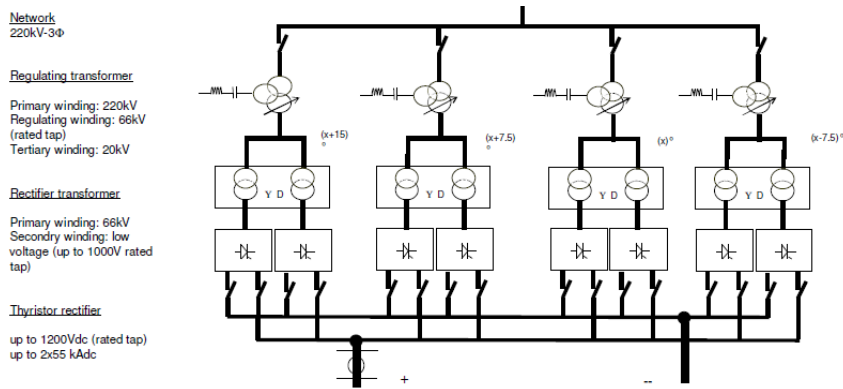 Network
220kV-3Φ
Regulating transformer
Primary winding: 220kV
Regulating winding: 66kV
(rated tap)
Tertiary winding: 20kV
Rectifier transformer
Primary winding: 66kV
Secondry winding: low
voltage (up to 1000V rated
tap)
Thyristor rectifier
up to 1200Vdc (rated tap)
up to 2x55 kAdc
(x+15)
°
(x+7.5)
°
(x)°
(x-7.5)°
Y D
Y D
Y D
Y D
+
--